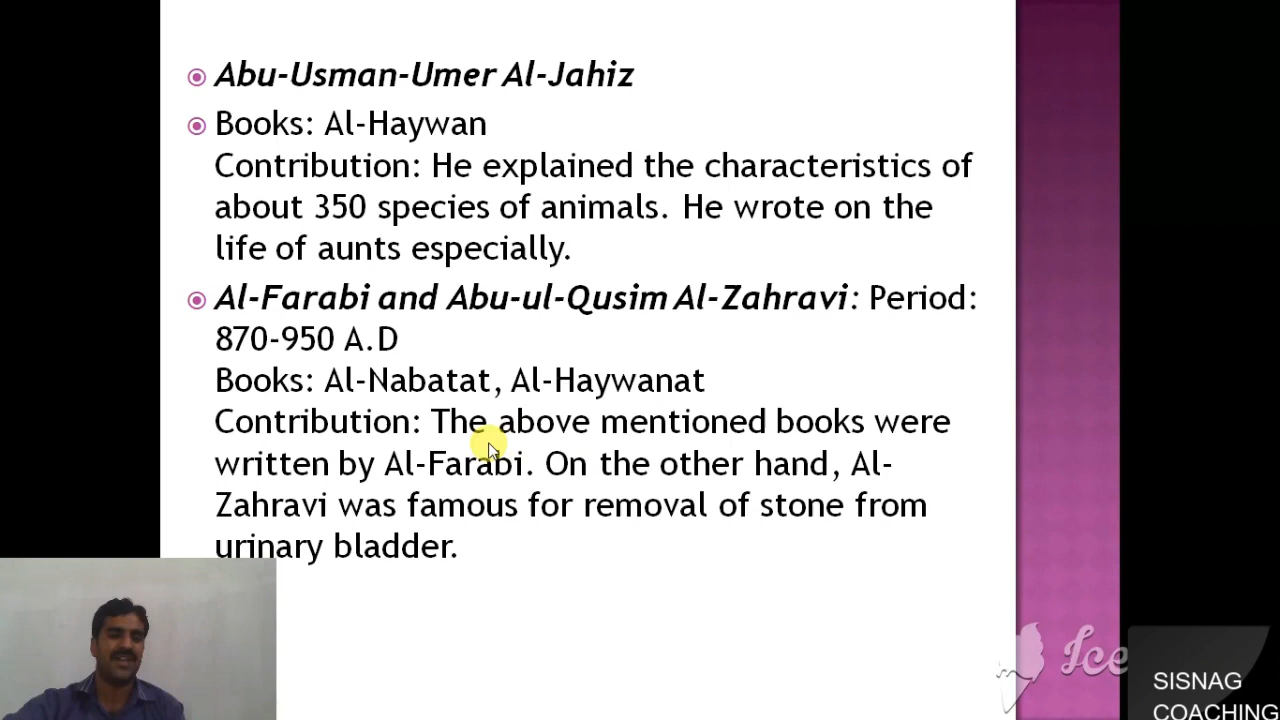 Abu-Usman-Umer Al-Jahiz
Books: Al-Haywan
Contribution: He explained the characteristics of
about 350 species of animals. He wrote on the
life of aunts especially.
Al-Farabi and Abu-ul-Qusim Al-Zahravi: Period:
870-950 A.D
Books: Al-Nabatat, Al-Haywanat
Contribution: The above mentioned books were
written by Al-Farabi. On the other hand, Al-
Zahravi was famous for removal of stone from
urinary bladder.
Ice
SISNAG
COACHING